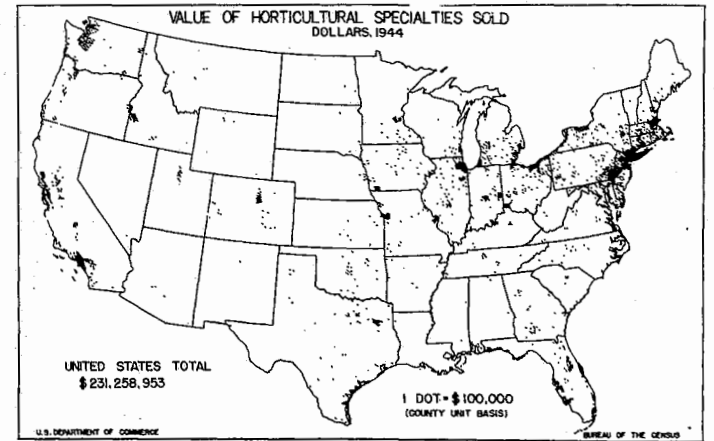 VALUE OF HORTICULTURAL SPECIALTIES SOLD
DOLLARS, 1944
UNITED STATES TOTAL
$231,258,953
1 DOT = $100,000
(COUNTY UNIT BASIS)
U.S. DEPARTMENT OF COMMERCE
BUREAU OF THE CENSUS